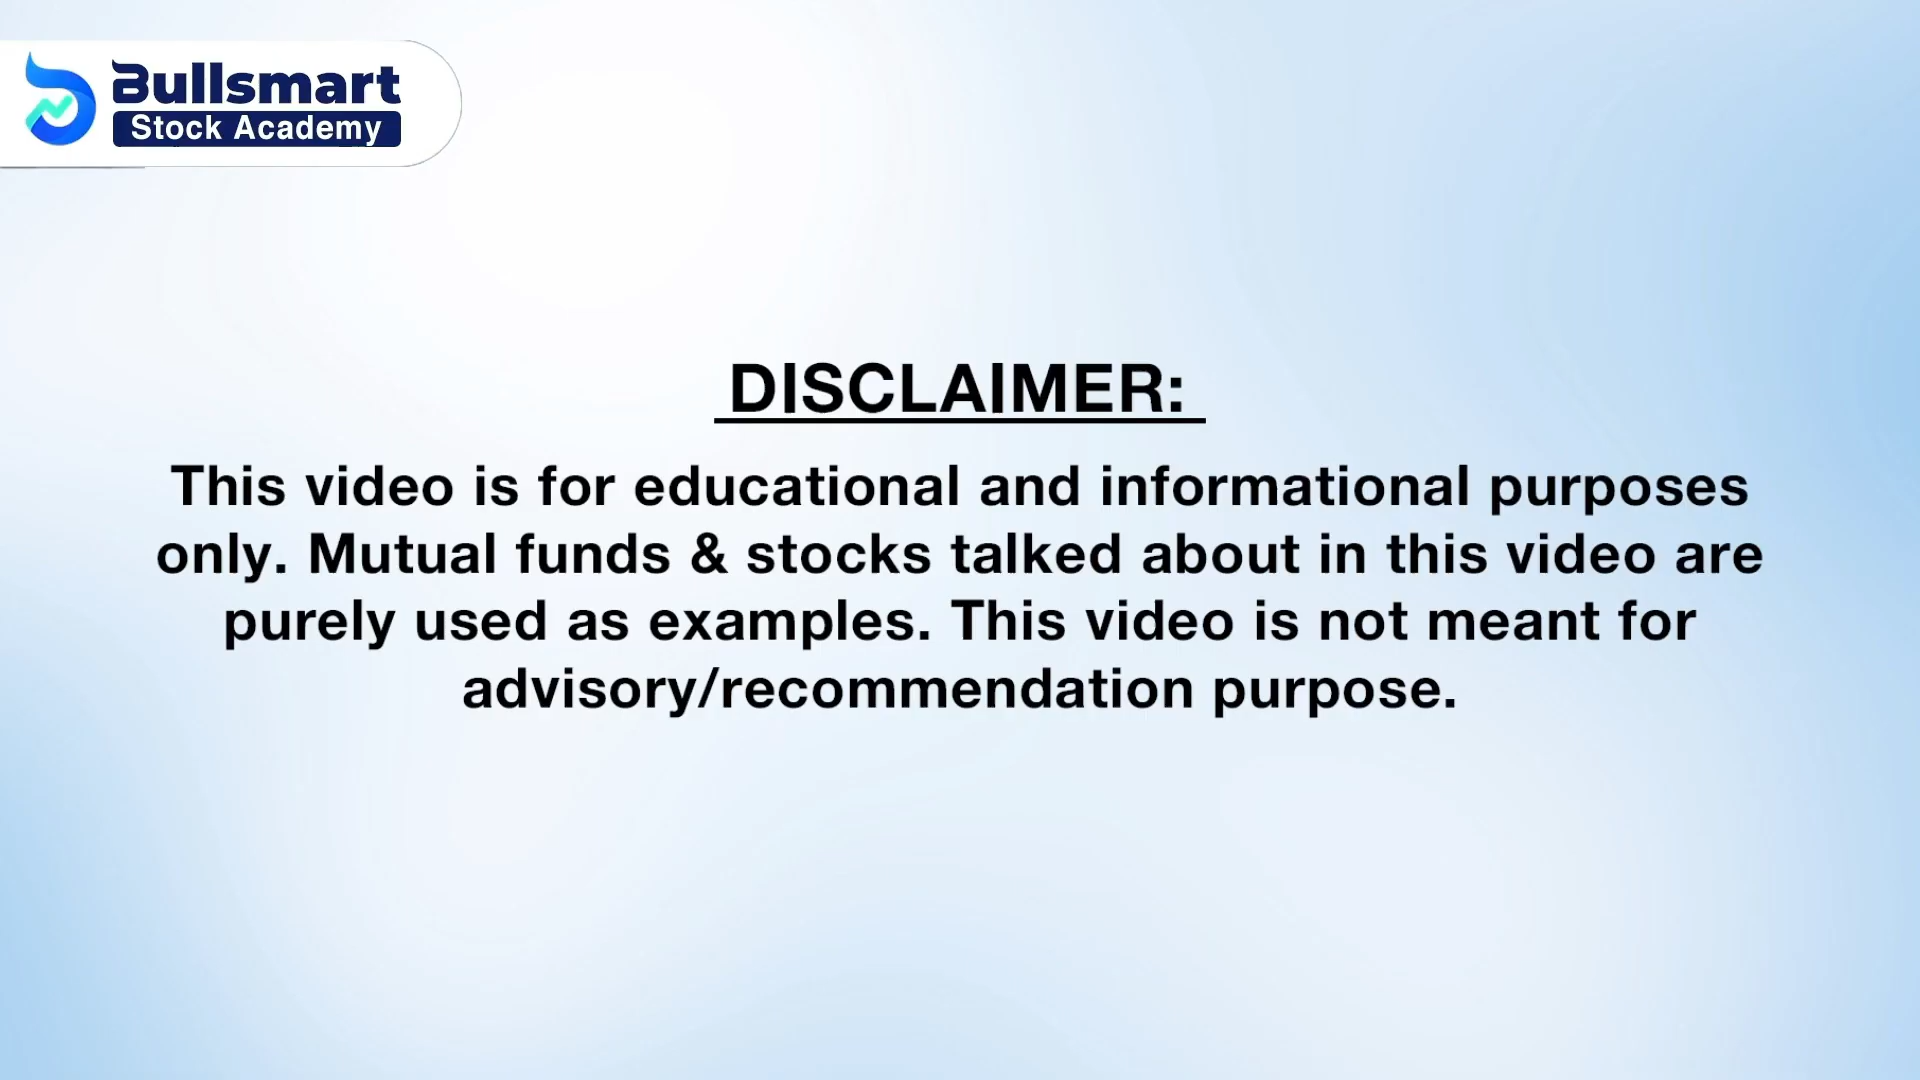 Bullsmart
Stock Academy
DISCLAIMER:
This video is for educational and informational purposes
only. Mutual funds & stocks talked about in this video are
purely used as examples. This video is not meant for
advisory/recommendation purpose.